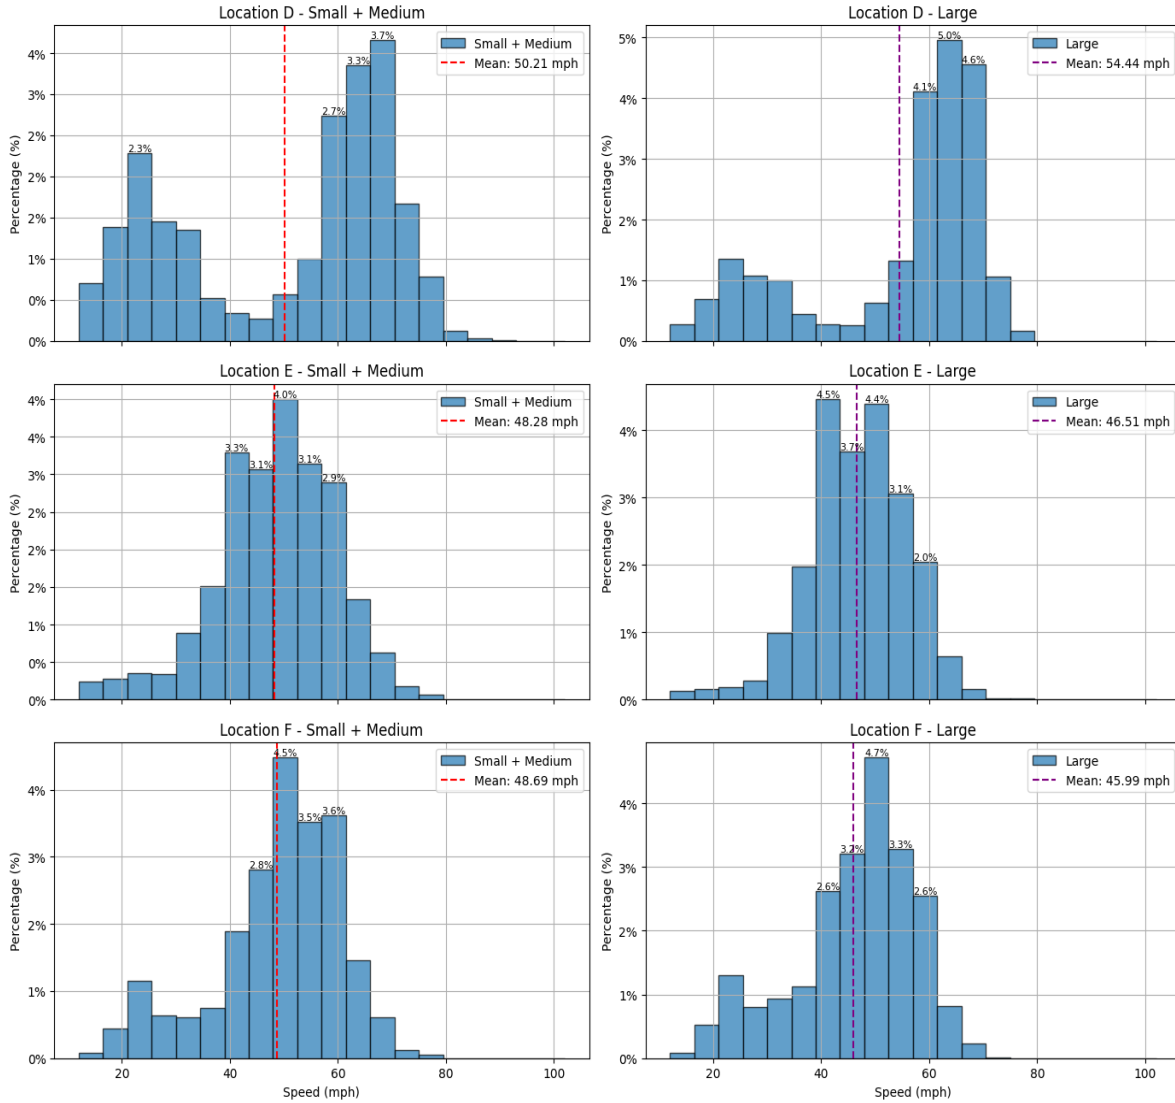 Location D - Small + Medium
Small + Medium
Mean: 50.21 mph
Percentage (%)
4%
3%
2%
2%
1%
0%
0%
2.3%
2.7%
3.3%
3.7%
Location D - Large
Large
Mean: 54.44 mph
Percentage (%)
5%
4%
3%
2%
1%
0%
4.1%
5.0%
4.6%
Location E - Small + Medium
Small + Medium
Mean: 48.28 mph
Percentage (%)
4%
4%
3%
2%
2%
2%
1%
0%
0%
3.3%
3.1%
4.0%
3.1%
2.9%
Location E - Large
Large
Mean: 46.51 mph
Percentage (%)
4%
3%
2%
1%
0%
4.5%
3.7%
4.4%
3.1%
2.0%
Location F - Small + Medium
Small + Medium
Mean: 48.69 mph
Percentage (%)
4%
3%
2%
1%
0%
2.8%
4.5%
3.5%
3.6%
20
40
60
80
100
Speed (mph)
Location F - Large
Large
Mean: 45.99 mph
Percentage (%)
4%
3%
2%
1%
0%
2.6%
3.2%
4.7%
3.3%
2.6%
20
40
60
80
100
Speed (mph)